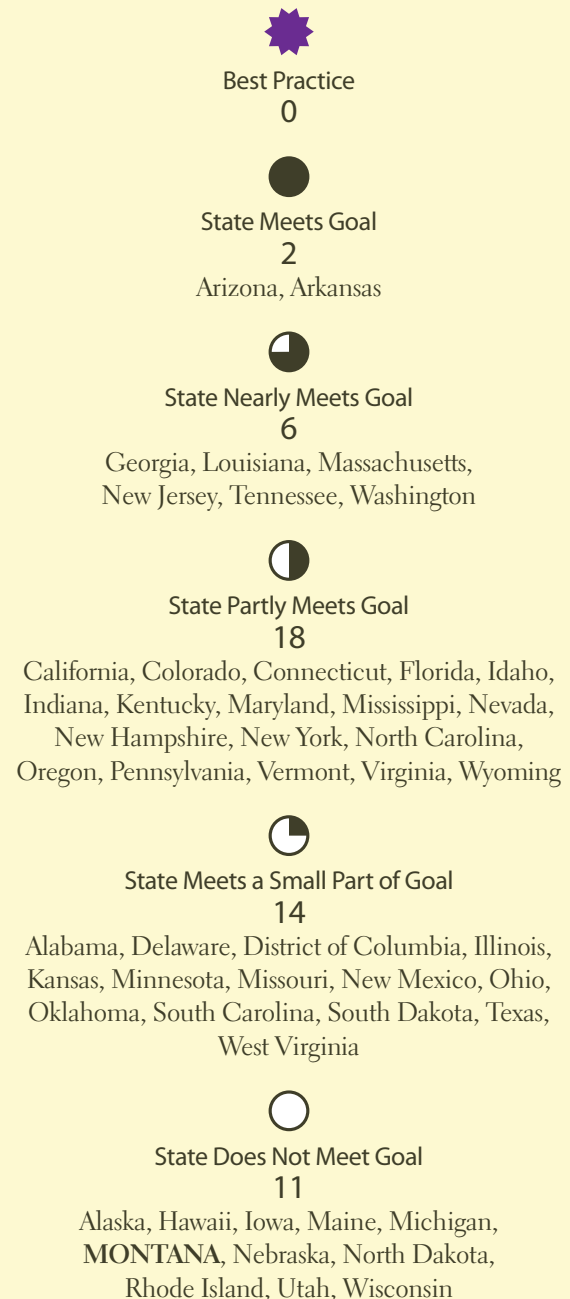 Best Practice
0
State Meets Goal
2
Arizona, Arkansas
State Nearly Meets Goal
6
Georgia, Louisiana, Massachusetts,
New Jersey, Tennessee, Washington
State Partly Meets Goal
18
California, Colorado, Connecticut, Florida, Idaho,
Indiana, Kentucky, Maryland, Mississippi, Nevada,
New Hampshire, New York, North Carolina,
Oregon, Pennsylvania, Vermont, Virginia, Wyoming
State Meets a Small Part of Goal
14
Alabama, Delaware, District of Columbia, Illinois,
Kansas, Minnesota, Missouri, New Mexico, Ohio,
Oklahoma, South Carolina, South Dakota, Texas,
West Virginia
State Does Not Meet Goal
11
Alaska, Hawaii, Iowa, Maine, Michigan,
MONTANA, Nebraska, North Dakota,
Rhode Island, Utah, Wisconsin